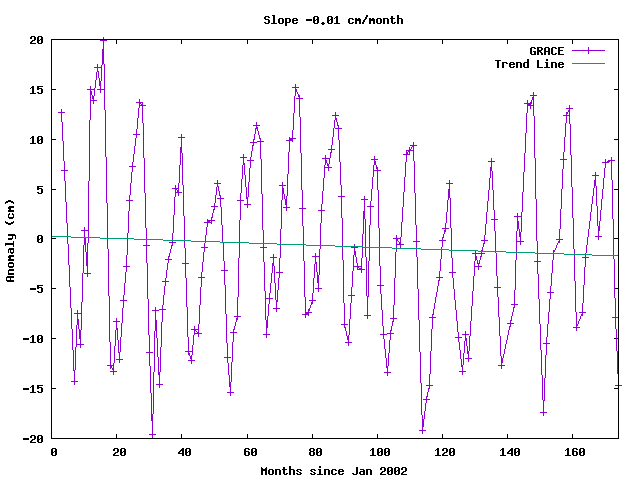 Slope -0.01 cm/month
GRACE
Trend Line
20
15
10
5
0
-5
-10
-15
-20
Anomaly (cm)
0 20 40 60 80 100 120 140 160
Months since Jan 2002